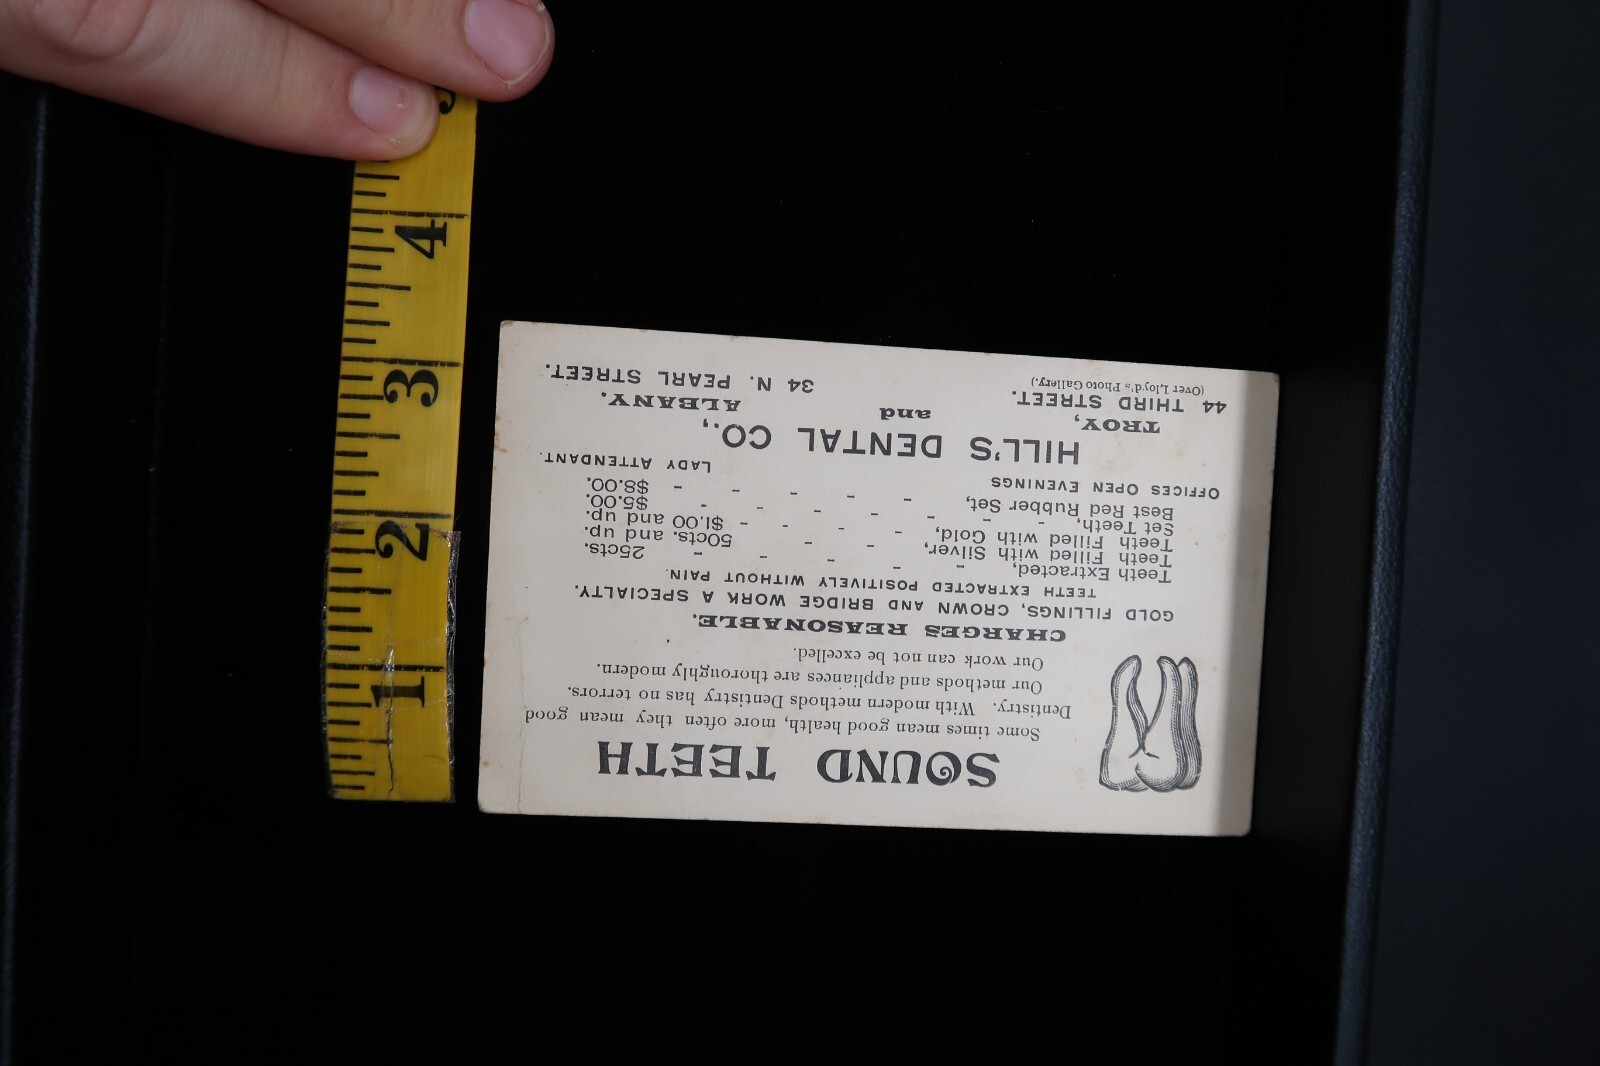 SOUND TEETH
Some times mean good health, more often they mean good
Dentistry. With modern methods Dentistry has no terrors.
Our methods and appliances are thoroughly modern.
Our work can not be excelled.
CHARGES REASONABLE.
GOLD FILLINGS, CROWN AND BRIDGE WORK A SPECIALTY.
TEETH EXTRACTED POSITIVELY WITHOUT PAIN.
Teeth Extracted, - - - - - 25cts.
Teeth Filled with Silver, - - 50cts. and up.
Teeth Filled with Gold, - - - $1.00 and up.
Set Teeth, - - - - - - - $5.00.
Best Red Rubber Set, - - - - - $8.00.
OFFICES OPEN EVENINGS LADY ATTENDANT.
HILL'S DENTAL CO.,
TROY, and ALBANY.
44 THIRD STREET. 34 N. PEARL STREET.
(Over Lloyd's Photo Gallery.)
1
2
3
4
5